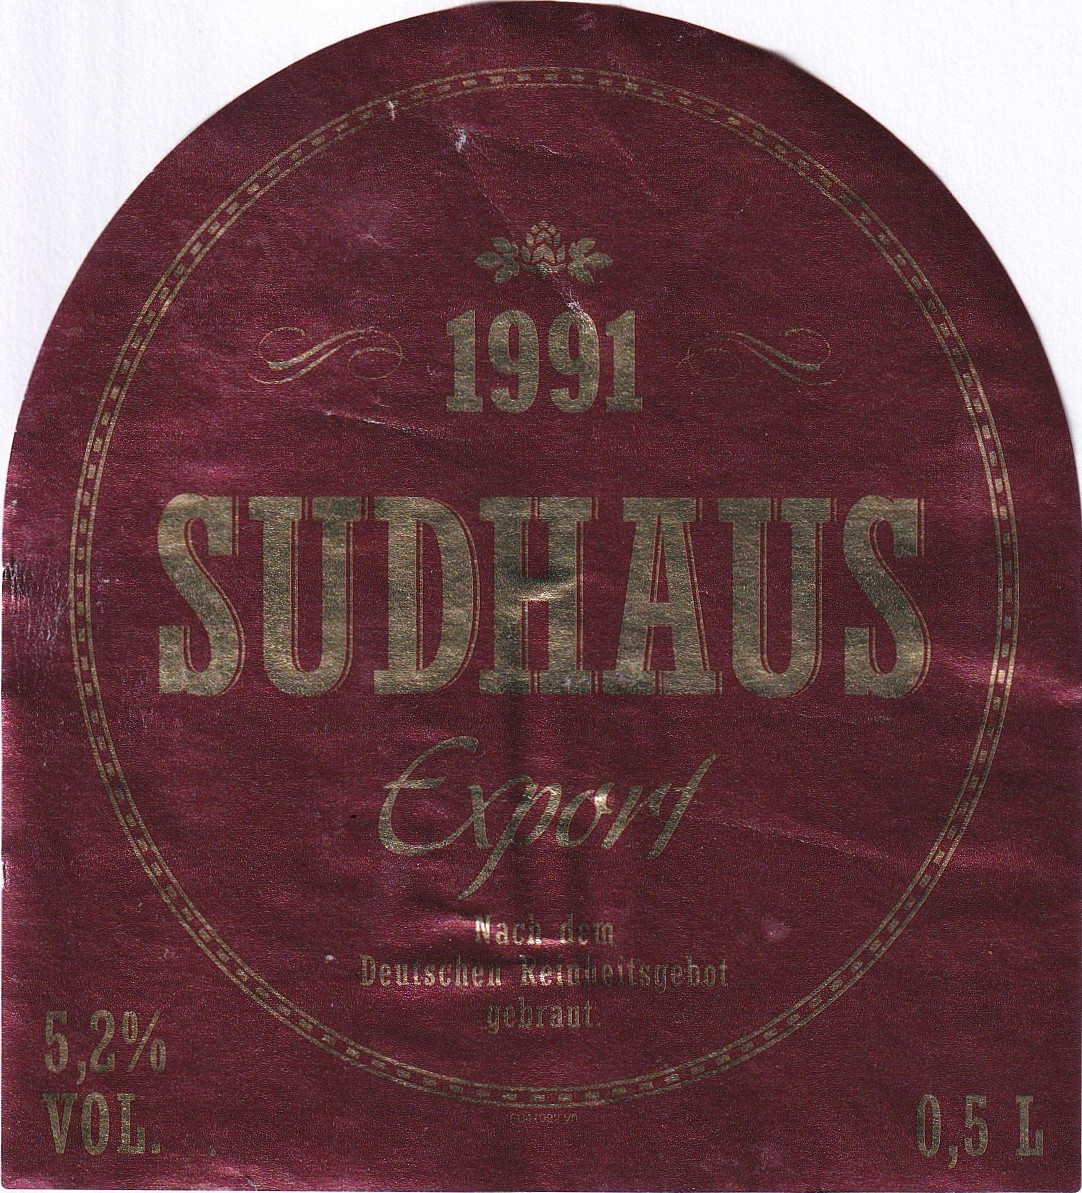 1991
SUDHAUS
Export
Nach dem
Deutschen Reinheitsgebot
gebraut.
5,2%
VOL.
0,5 L